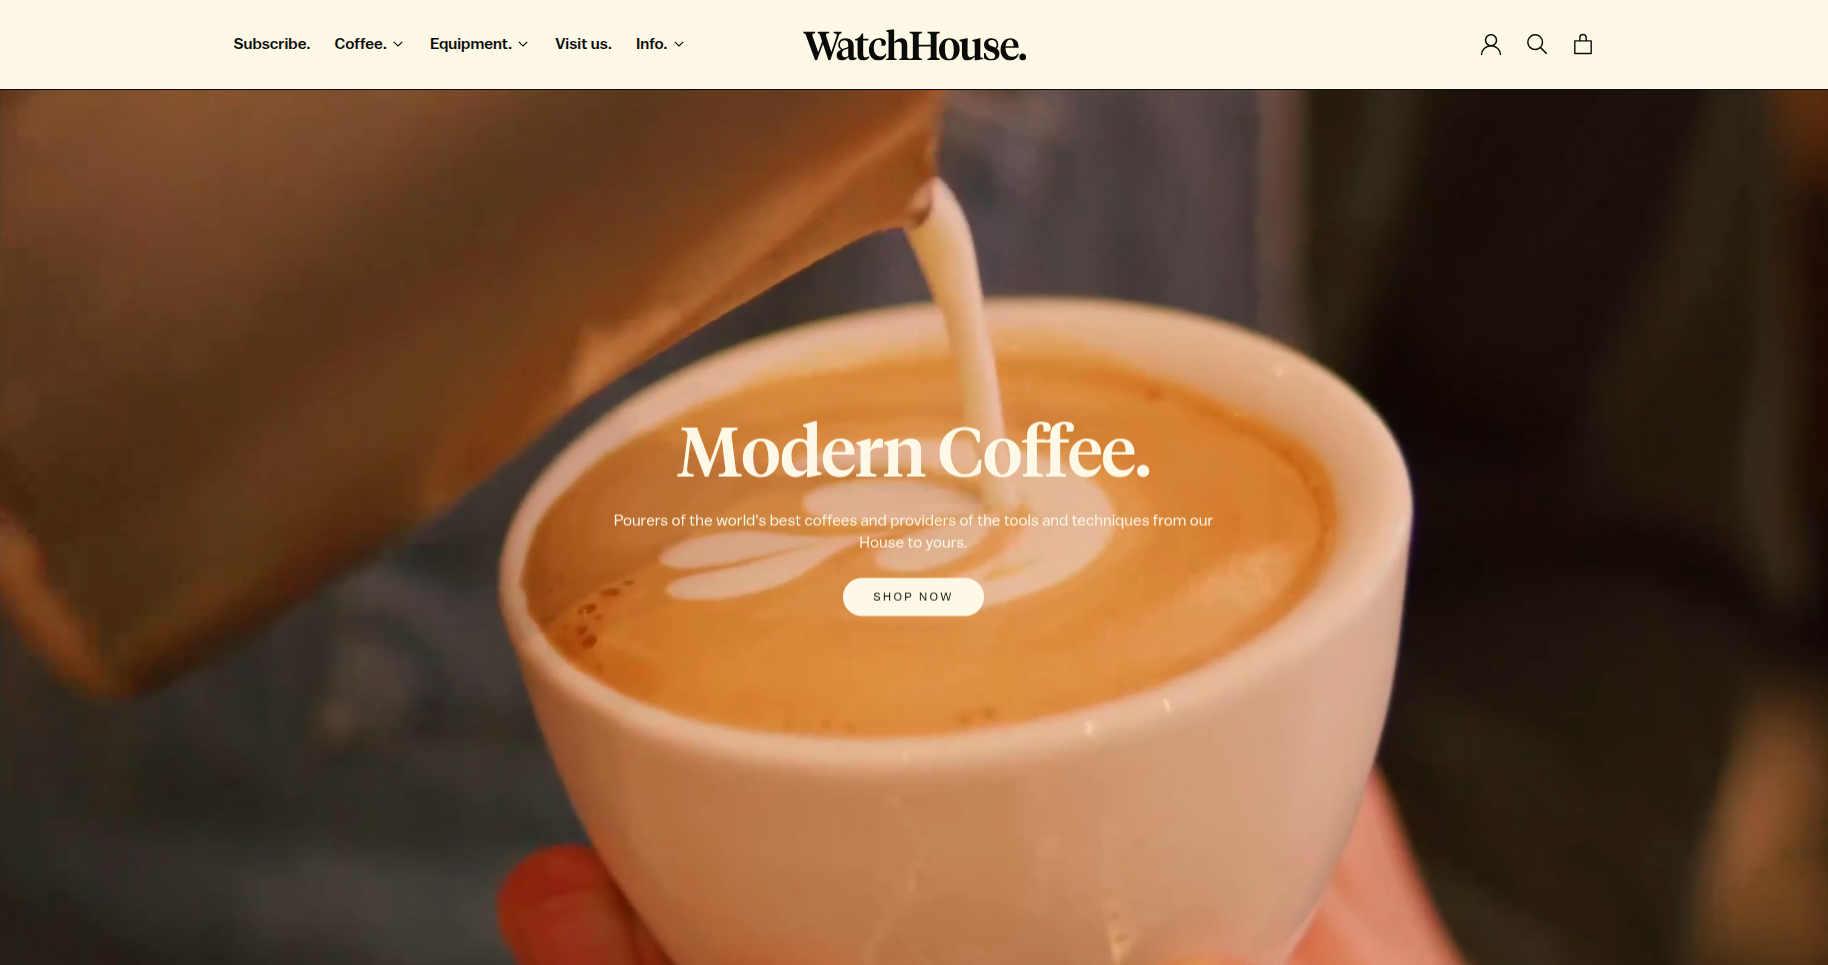 Subscribe.
Coffee.
Equipment.
Visit us.
Info.
WatchHouse.
Modern Coffee.
Pourers of the world's best coffees and providers of the tools and techniques from our
House to yours.
SHOP NOW